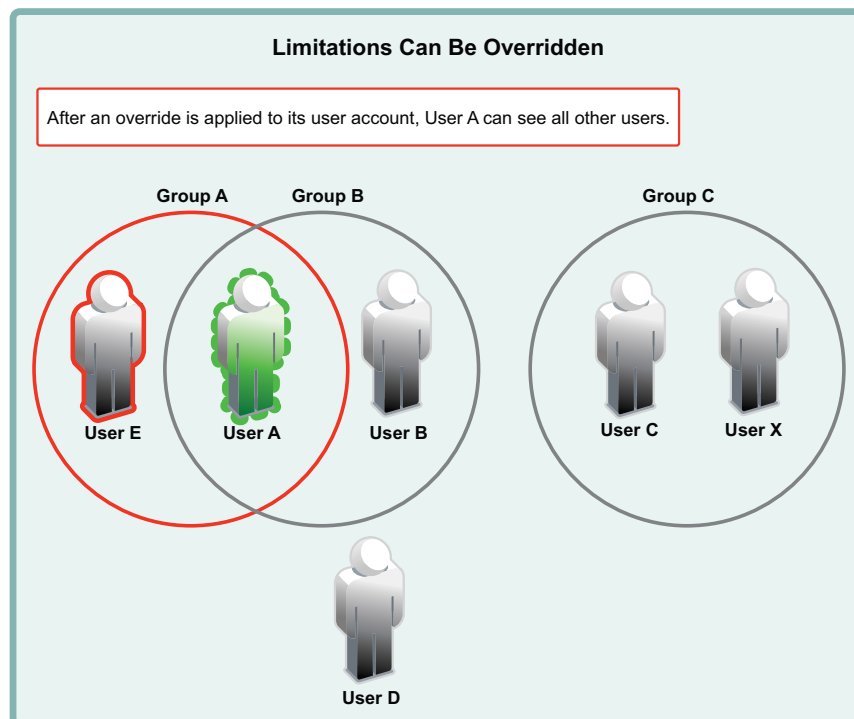 Limitations Can Be Overridden
After an override is applied to its user account, User A can see all other users.
Group A
Group B
Group C
User E
User A
User B
User C
User X
User D